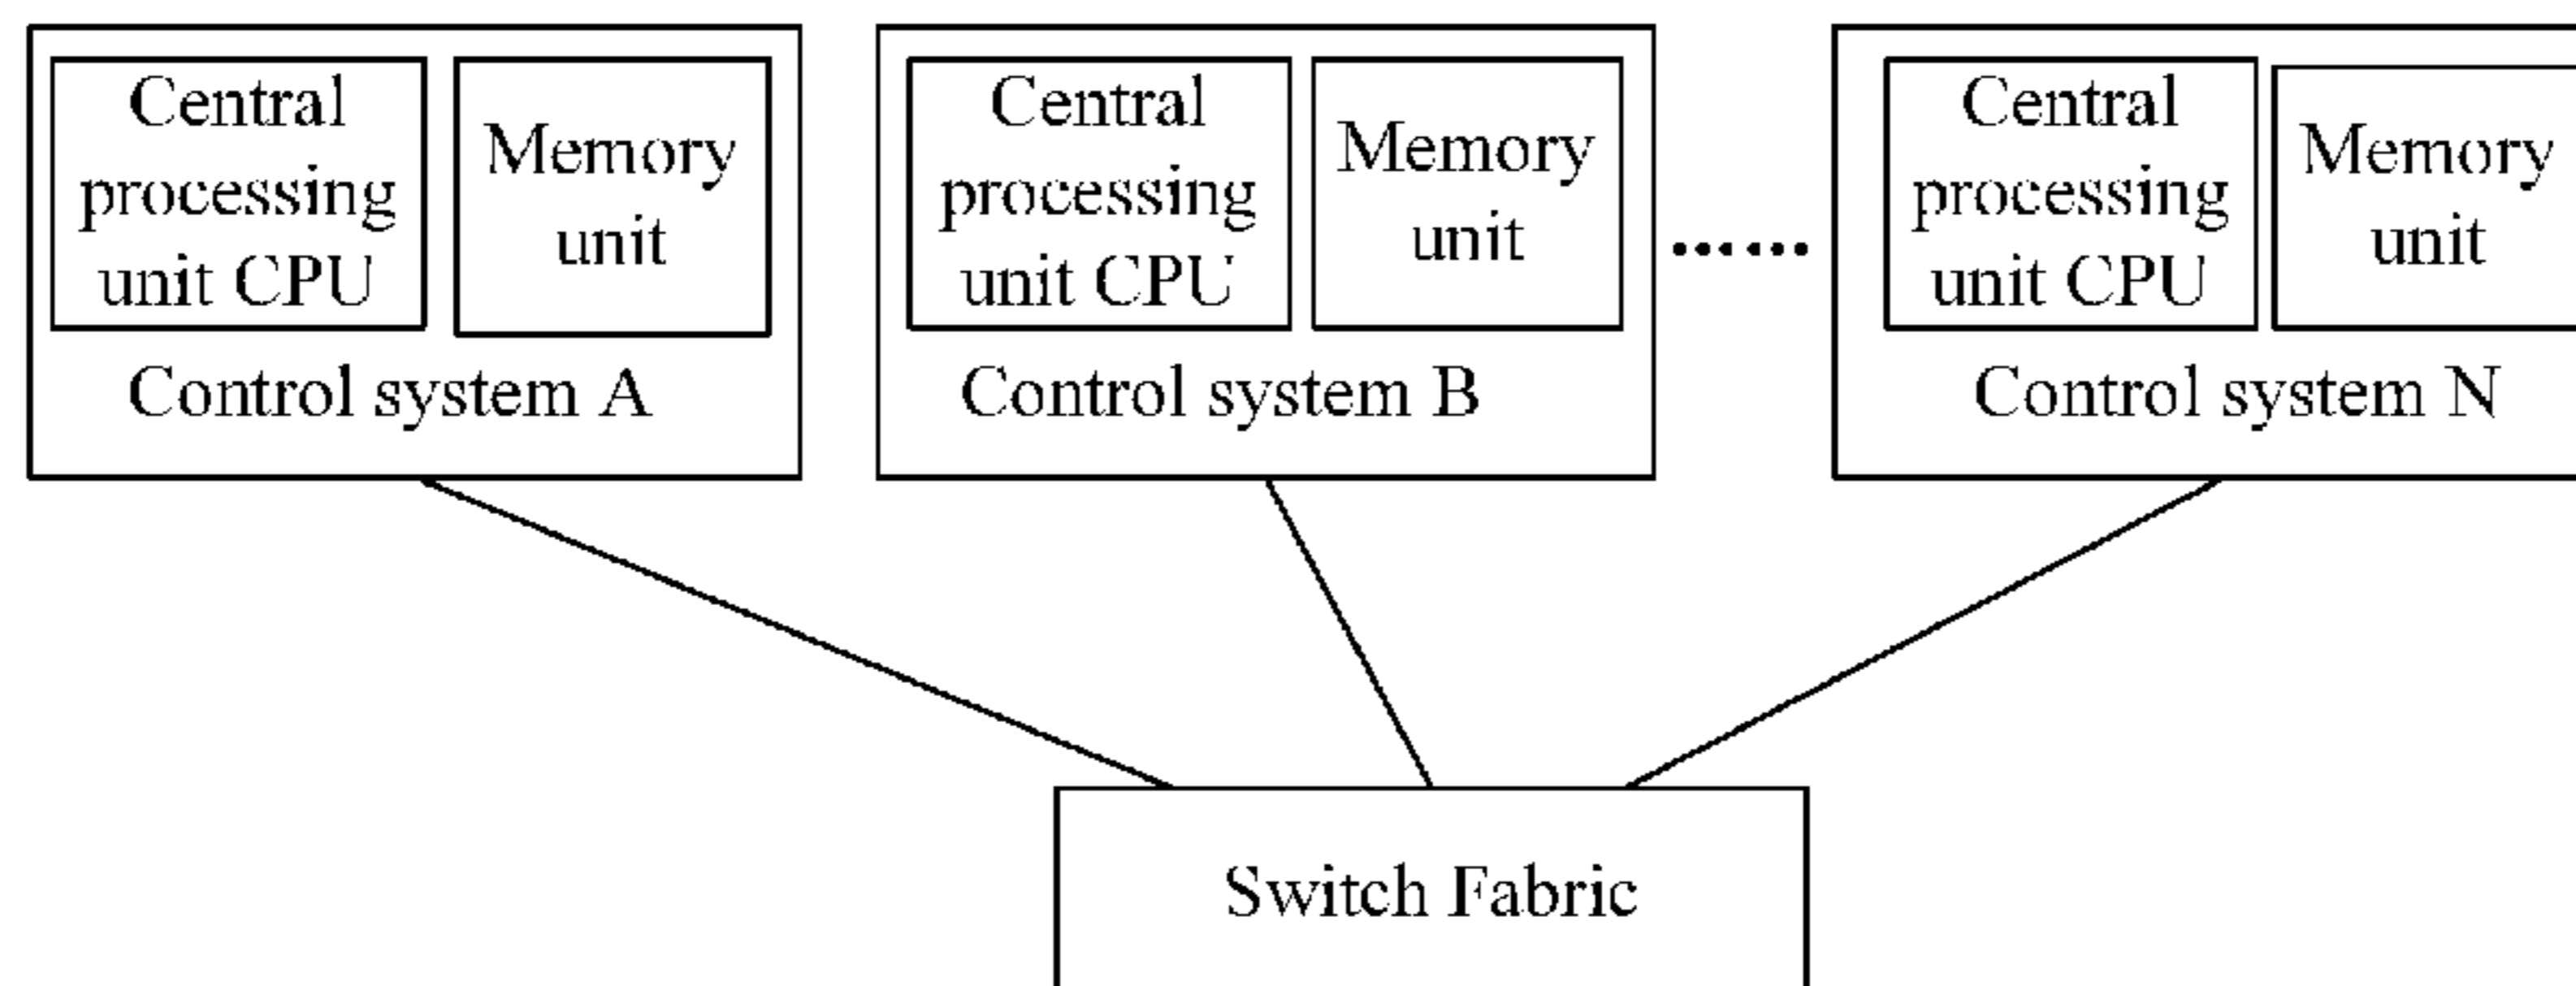 Central
processing
unit CPU
Memory
unit
Control system A
Central
processing
unit CPU
Memory
unit
Control system B
......
Central
processing
unit CPU
Memory
unit
Control system N
Switch Fabric